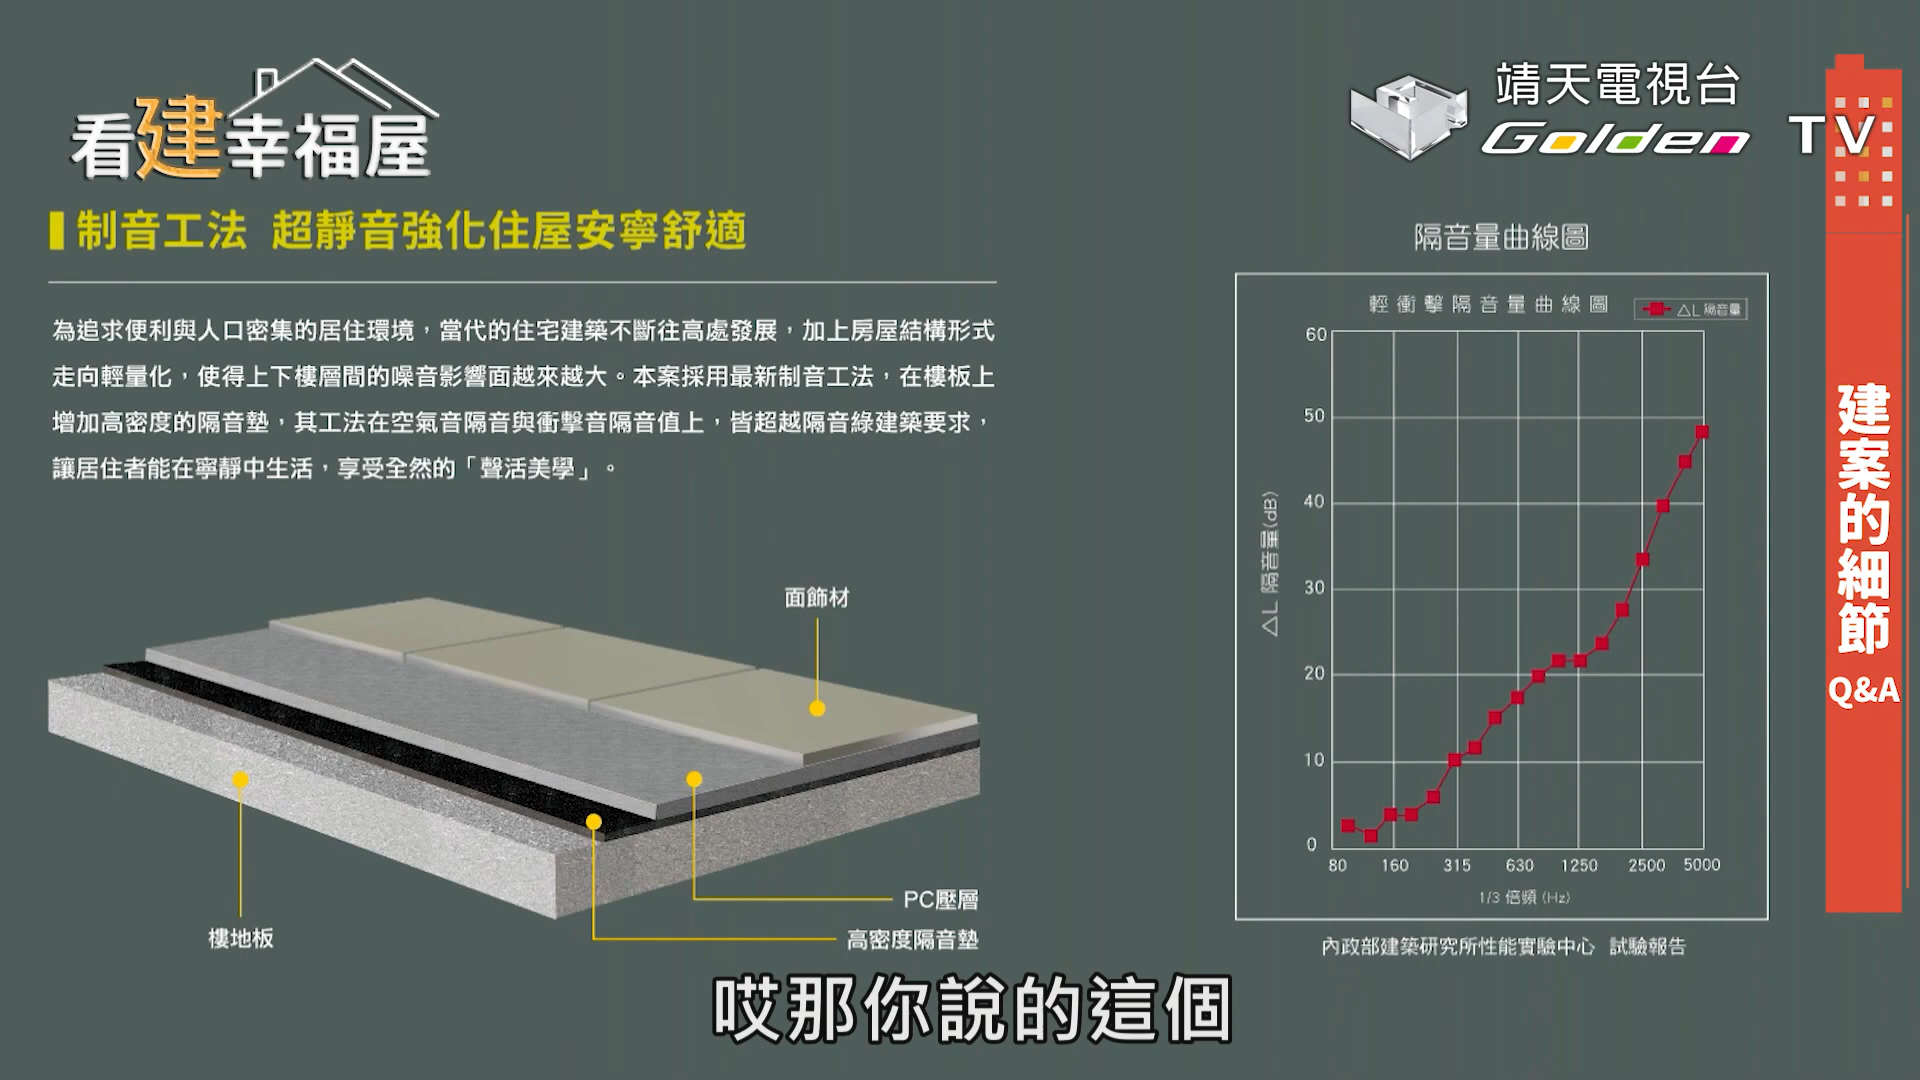 看建幸福屋
靖天電視台
Golden TV
制音工法 超靜音強化住屋安寧舒適
為追求便利與人口密集的居住環境，當代的住宅建築不斷往高處發展，加上房屋結構形式
走向輕量化，使得上下樓層間的噪音影響面越來越大。本案採用最新制音工法，在樓板上
增加高密度的隔音墊，其工法在空氣音隔音與衝擊音隔音值上，皆超越隔音綠建築要求，
讓居住者能在寧靜中生活，享受全然的「聲活美學」。
面飾材
PC壓層
高密度隔音墊
樓地板
隔音量曲線圖
輕衝擊隔音量曲線圖
△L 隔音量
△L 隔音量(dB)
60
50
40
30
20
10
0
80 160 315 630 1250 2500 5000
1/3 倍頻 (Hz)
內政部建築研究所性能實驗中心 試驗報告
建案的細節
Q&A
哎那你說的這個